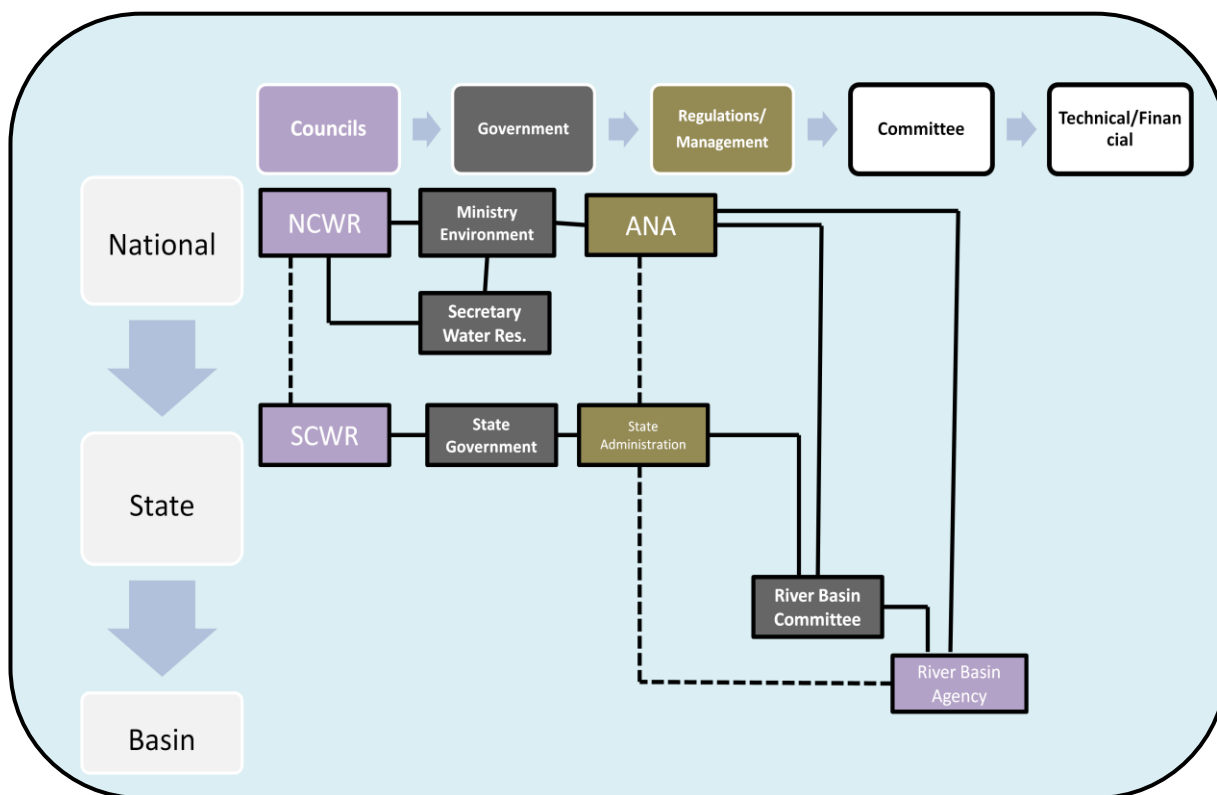 Councils
Government
Regulations/
Management
Committee
Technical/Finan
cial
National
NCWR
Ministry
Environment
ANA
Secretary
Water Res.
State
SCWR
State
Government
State
Administration
River Basin
Committee
River Basin
Agency
Basin